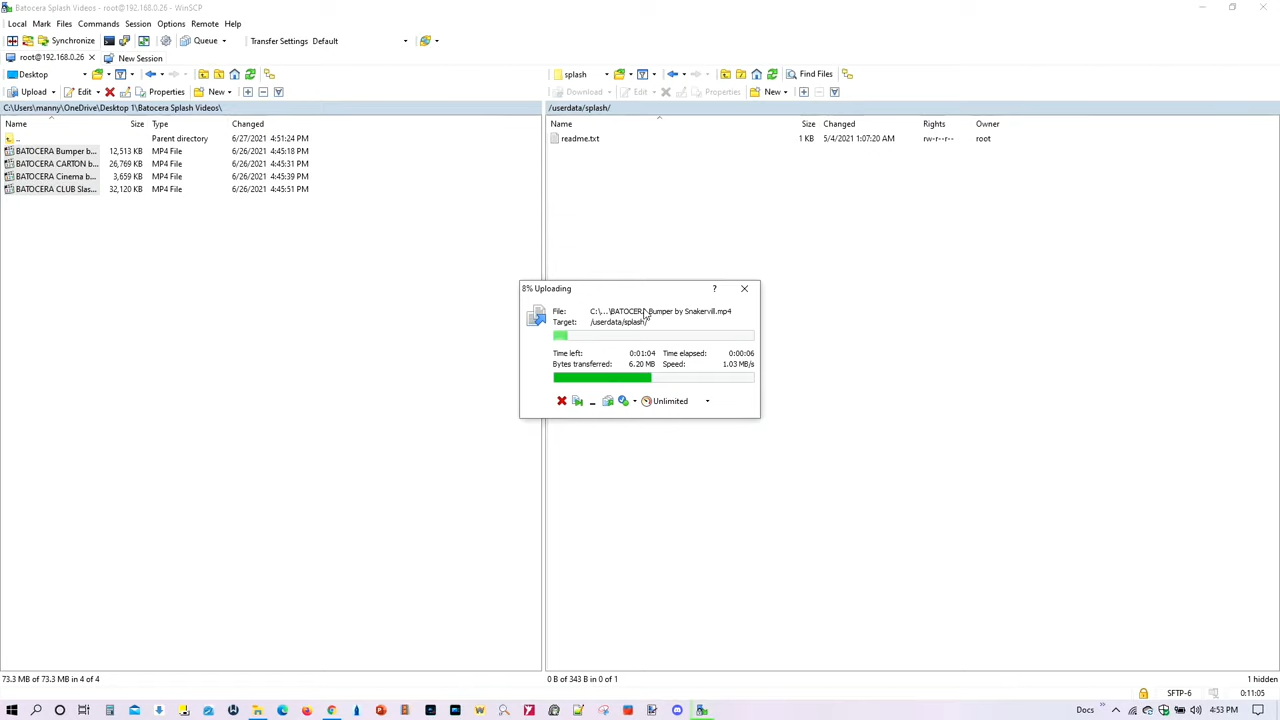 Batocera Splash Videos - root@192.168.0.26 - WinSCP
Local Mark Files Commands Session Options Remote Help
Synchronize Queue Transfer Settings Default
root@192.168.0.26 New Session
Desktop
splash Find Files
Upload Edit Properties New
Download Edit Properties New
C:\Users\manny\OneDrive\Desktop 1\Batocera Splash Videos\
/userdata/splash/
Name Size Type Changed
Name Size Changed Rights Owner
.. Parent directory 6/27/2021 4:51:24 PM
readme.txt 1 KB 5/4/2021 1:07:20 AM rw-r--r-- root
BATOCERA Bumper b... 12,513 KB MP4 File 6/26/2021 4:45:18 PM
BATOCERA CARTON b... 26,769 KB MP4 File 6/26/2021 4:45:31 PM
BATOCERA Cinema b... 3,659 KB MP4 File 6/26/2021 4:45:39 PM
BATOCERA CLUB Slas... 32,120 KB MP4 File 6/26/2021 4:45:51 PM
8% Uploading ?
File: C:\...\BATOCERA Bumper by Snakervill.mp4
Target: /userdata/splash/
Time left: 0:01:04 Time elapsed: 0:00:06
Bytes transferred: 6.20 MB Speed: 1.03 MB/s
Unlimited
73.3 MB of 73.3 MB in 4 of 4
0 B of 343 B in 0 of 1
1 hidden
SFTP-6 0:11:05
Docs 4:53 PM